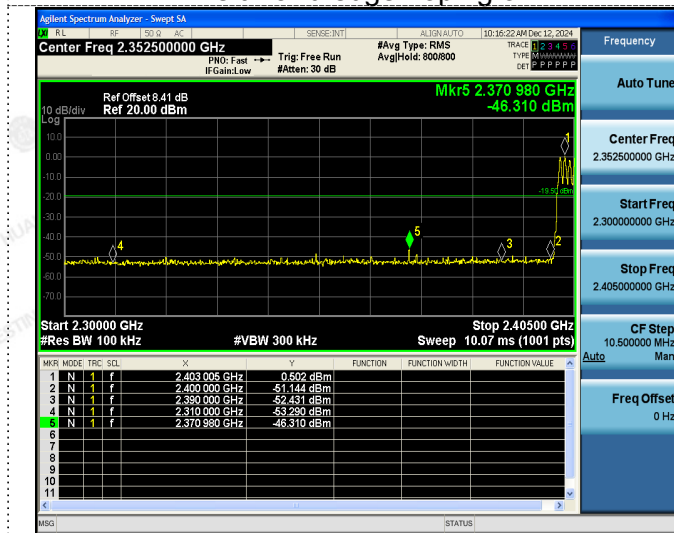 Agilent Spectrum Analyzer - Swept SA
RL RF 50 Ω AC SENSE:INT ALIGN AUTO 10:16:22 AM Dec 12, 2024
Center Freq 2.352500000 GHz
PNO: Fast
IFGain:Low
Trig: Free Run
#Atten: 30 dB
#Avg Type: RMS
Avg|Hold: 800/800
TRACE 1 2 3 4 5 6
TYPE M
DET P P P P P P
Ref Offset 8.41 dB
10 dB/div Ref 20.00 dBm
Log
Mkr5 2.370 980 GHz
-46.310 dBm
10.0
0.00
-10.0
-20.0
-30.0
-40.0
-50.0
-60.0
-70.0
1
2
3
4
5
Start 2.30000 GHz Stop 2.40500 GHz
#Res BW 100 kHz #VBW 300 kHz Sweep 10.07 ms (1001 pts)
MKR MODE TRC SCL X Y FUNCTION FUNCTION WIDTH FUNCTION VALUE
1 N 1 f 2.403 005 GHz 0.502 dBm
2 N 1 f 2.400 000 GHz -51.144 dBm
3 N 1 f 2.390 000 GHz -52.431 dBm
4 N 1 f 2.310 000 GHz -53.290 dBm
5 N 1 f 2.370 980 GHz -46.310 dBm
6
7
8
9
10
11
MSG STATUS
Frequency
Auto Tune
Center Freq
2.352500000 GHz
Start Freq
2.300000000 GHz
Stop Freq
2.405000000 GHz
CF Step
10.500000 MHz
Auto Man
Freq Offset
0 Hz